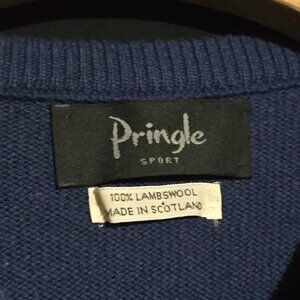 Pringle
SPORT
100% LAMBSWOOL
MADE IN SCOTLAND